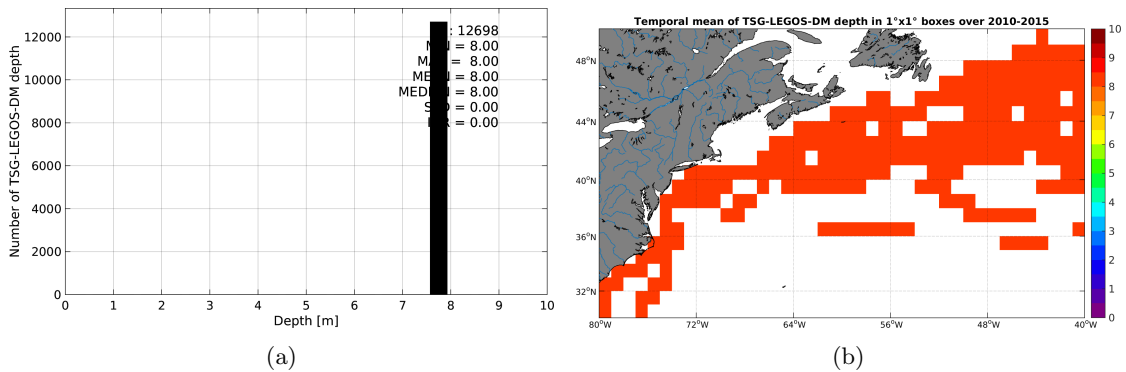 Number of TSG-LEGOS-DM depth
12000
10000
8000
6000
4000
2000
0
: 12698
= 8.00
= 8.00
= 8.00
= 8.00
= 0.00
= 0.00
0 1 2 3 4 5 6 7 8 9 10
Depth [m]
(a)
Temporal mean of TSG-LEGOS-DM depth in 1°x1° boxes over 2010-2015
48°N
44°N
40°N
36°N
32°N
80°W 72°W 64°W 56°W 48°W 40°W
10
9
8
7
6
5
4
3
2
1
0
(b)